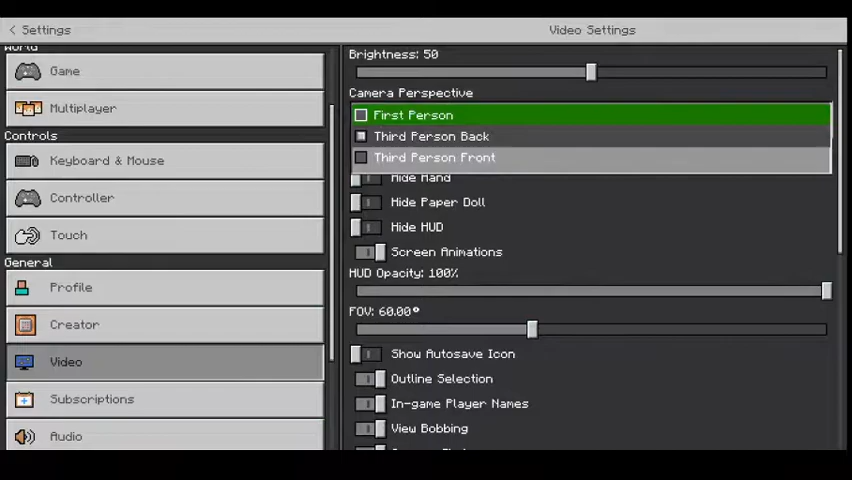 Settings
Video Settings
World
Game
Multiplayer
Controls
Keyboard & Mouse
Controller
Touch
General
Profile
Creator
Video
Subscriptions
Audio
Brightness: 50
Camera Perspective
First Person
Third Person Back
Third Person Front
Hide Hand
Hide Paper Doll
Hide HUD
Screen Animations
HUD Opacity: 100%
FOV: 60.00°
Show Autosave Icon
Outline Selection
In-game Player Names
View Bobbing